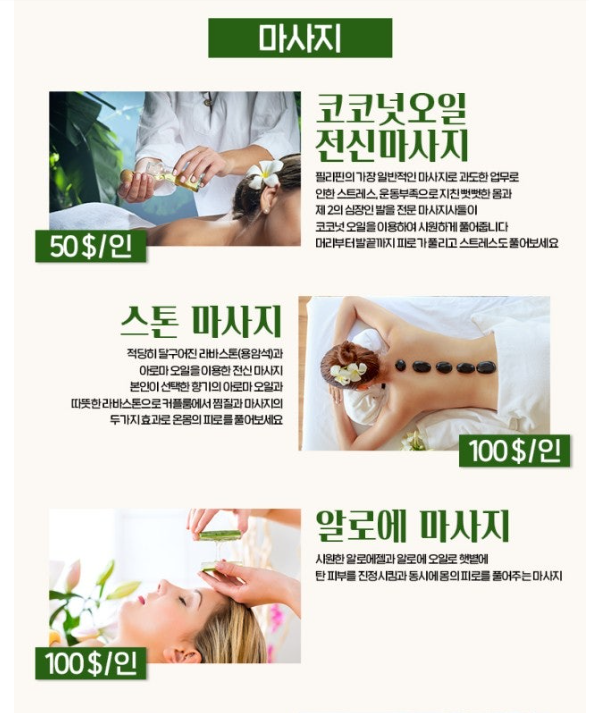 마사지
코코넛오일
전신마사지
필리핀의 가장 일반적인 마사지로 과도한 업무로
인한 스트레스, 운동부족으로 지친 뻣뻣한 몸과
제 2의 심장인 발을 전문 마사지사들이
코코넛 오일을 이용하여 시원하게 풀어줍니다
머리부터 발끝까지 피로가 풀리고 스트레스도 풀어보세요
50$/인
스톤 마사지
적당히 달구어진 라바스톤(용암석)과
아로마 오일을 이용한 전신 마사지
본인이 선택한 향기의 아로마 오일과
따뜻한 라바스톤으로 커플룸에서 찜질과 마사지의
두가지 효과로 온몸의 피로를 풀어보세요
100$/인
알로에 마사지
시원한 알로에젤과 알로에 오일로 햇볕에
탄 피부를 진정시킴과 동시에 몸의 피로를 풀어주는 마사지
100$/인